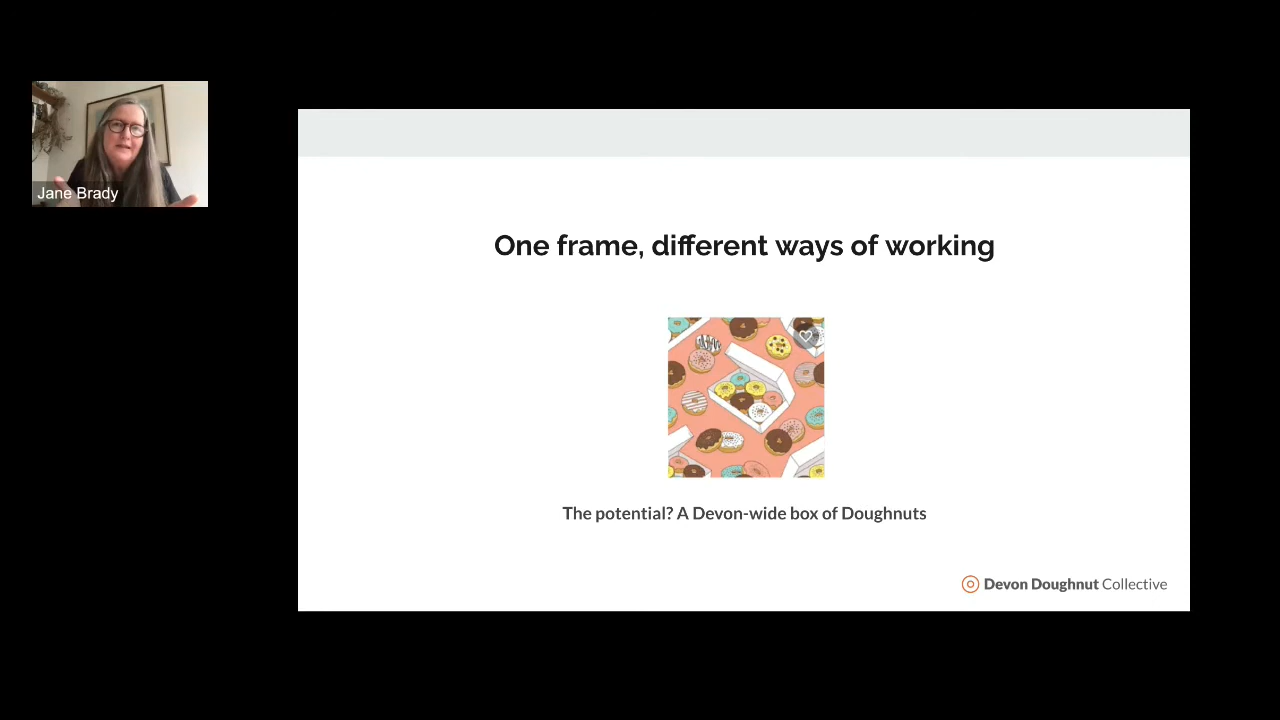 Jane Brady
One frame, different ways of working
The potential? A Devon-wide box of Doughnuts
Devon Doughnut Collective